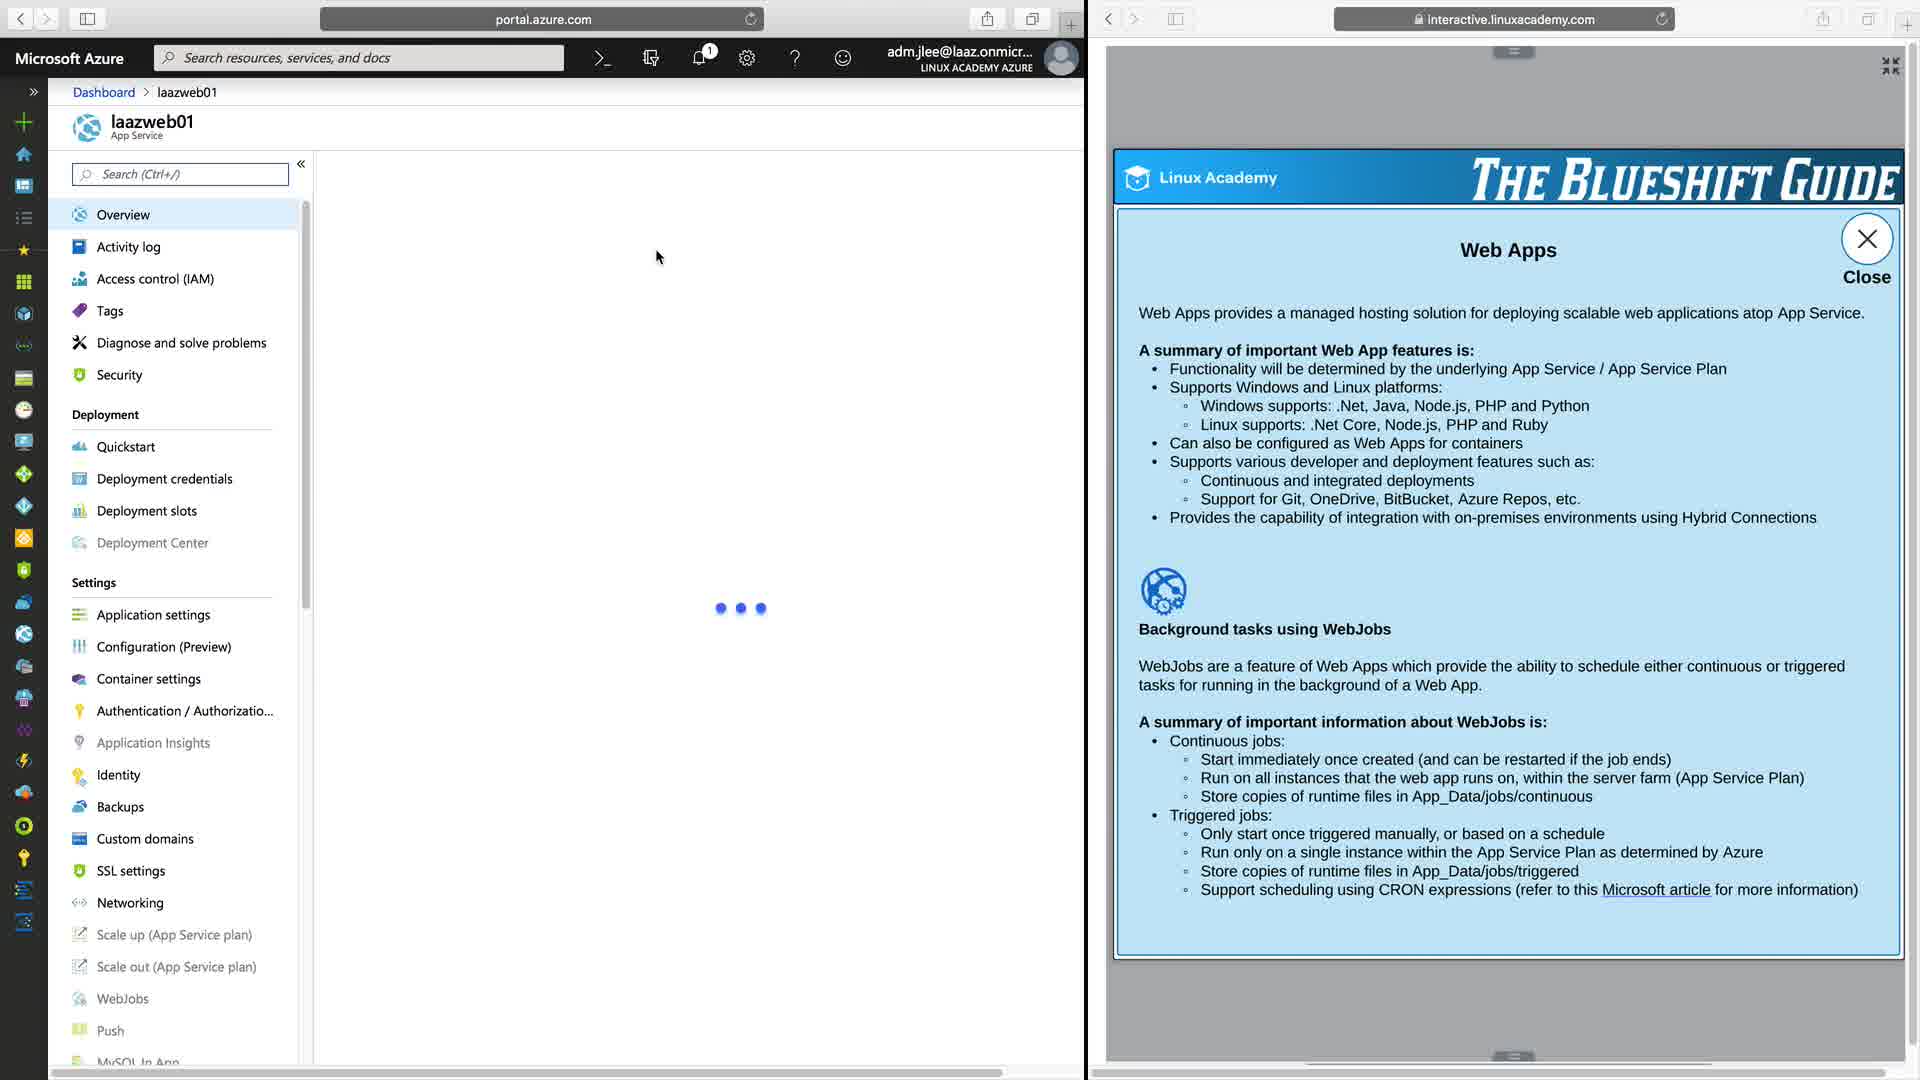 portal.azure.com
Microsoft Azure
Search resources, services, and docs
1
adm.jlee@laaz.onmicr...
LINUX ACADEMY AZURE
Dashboard > laazweb01
laazweb01
App Service
Search (Ctrl+/)
«
Overview
Activity log
Access control (IAM)
Tags
Diagnose and solve problems
Security
Deployment
Quickstart
Deployment credentials
Deployment slots
Deployment Center
Settings
Application settings
Configuration (Preview)
Container settings
Authentication / Authorizatio...
Application Insights
Identity
Backups
Custom domains
SSL settings
Networking
Scale up (App Service plan)
Scale out (App Service plan)
WebJobs
Push
MySQL In App
interactive.linuxacademy.com
Linux Academy
THE BLUESHIFT GUIDE
Web Apps
Close
Web Apps provides a managed hosting solution for deploying scalable web applications atop App Service.
A summary of important Web App features is:
• Functionality will be determined by the underlying App Service / App Service Plan
• Supports Windows and Linux platforms:
◦ Windows supports: .Net, Java, Node.js, PHP and Python
◦ Linux supports: .Net Core, Node.js, PHP and Ruby
• Can also be configured as Web Apps for containers
• Supports various developer and deployment features such as:
◦ Continuous and integrated deployments
◦ Support for Git, OneDrive, BitBucket, Azure Repos, etc.
• Provides the capability of integration with on-premises environments using Hybrid Connections
Background tasks using WebJobs
WebJobs are a feature of Web Apps which provide the ability to schedule either continuous or triggered
tasks for running in the background of a Web App.
A summary of important information about WebJobs is:
• Continuous jobs:
◦ Start immediately once created (and can be restarted if the job ends)
◦ Run on all instances that the web app runs on, within the server farm (App Service Plan)
◦ Store copies of runtime files in App_Data/jobs/continuous
• Triggered jobs:
◦ Only start once triggered manually, or based on a schedule
◦ Run only on a single instance within the App Service Plan as determined by Azure
◦ Store copies of runtime files in App_Data/jobs/triggered
◦ Support scheduling using CRON expressions (refer to this Microsoft article for more information)